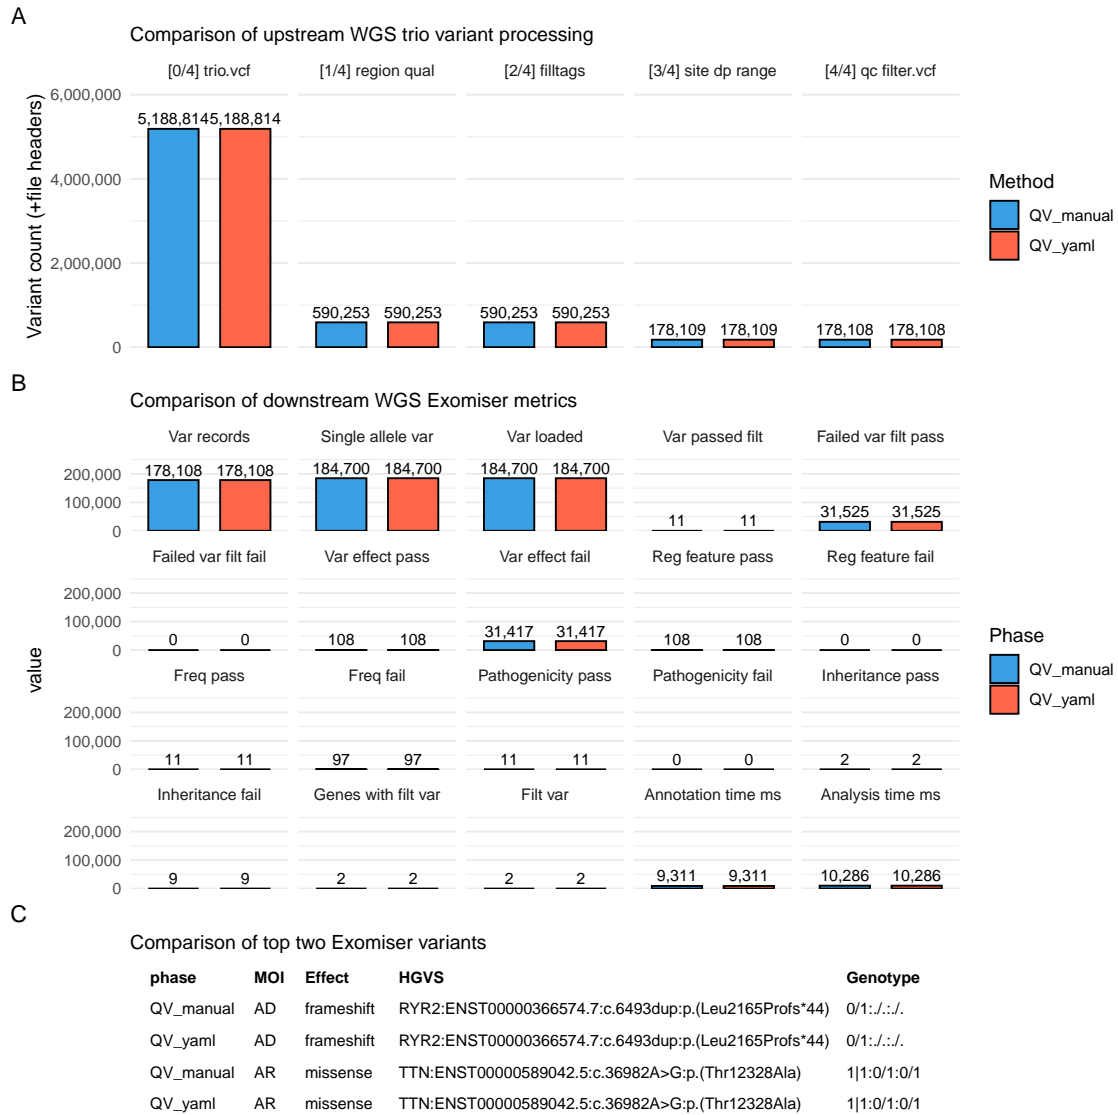 A
Comparison of upstream WGS trio variant processing
[0/4] trio.vcf [1/4] region qual [2/4] filltags [3/4] site dp range [4/4] qc filter.vcf
Variant count (+file headers)
6,000,000
4,000,000
2,000,000
0
5,188,814 5,188,814 590,253 590,253 590,253 590,253 178,109 178,109 178,108 178,108
Method
QV_manual
QV_yaml
B
Comparison of downstream WGS Exomiser metrics
Var records Single allele var Var loaded Var passed filt Failed var filt pass
200,000
100,000
0
178,108 178,108 184,700 184,700 184,700 184,700 11 11 31,525 31,525
Failed var filt fail Var effect pass Var effect fail Reg feature pass Reg feature fail
200,000
100,000
0
0 0 108 108 31,417 31,417 108 108 0 0
value
Freq pass Freq fail Pathogenicity pass Pathogenicity fail Inheritance pass
200,000
100,000
0
11 11 97 97 11 11 0 0 2 2
Inheritance fail Genes with filt var Filt var Annotation time ms Analysis time ms
200,000
100,000
0
9 9 2 2 2 2 9,311 9,311 10,286 10,286
Phase
QV_manual
QV_yaml
C
Comparison of top two Exomiser variants
phase MOI Effect HGVS Genotype
QV_manual AD frameshift RYR2:ENST00000366574.7:c.6493dup:p.(Leu2165Profs*44) 0/1:./.:./.
QV_yaml AD frameshift RYR2:ENST00000366574.7:c.6493dup:p.(Leu2165Profs*44) 0/1:./.:./.
QV_manual AR missense TTN:ENST00000589042.5:c.36982A>G:p.(Thr12328Ala) 1|1:0/1:0/1
QV_yaml AR missense TTN:ENST00000589042.5:c.36982A>G:p.(Thr12328Ala) 1|1:0/1:0/1